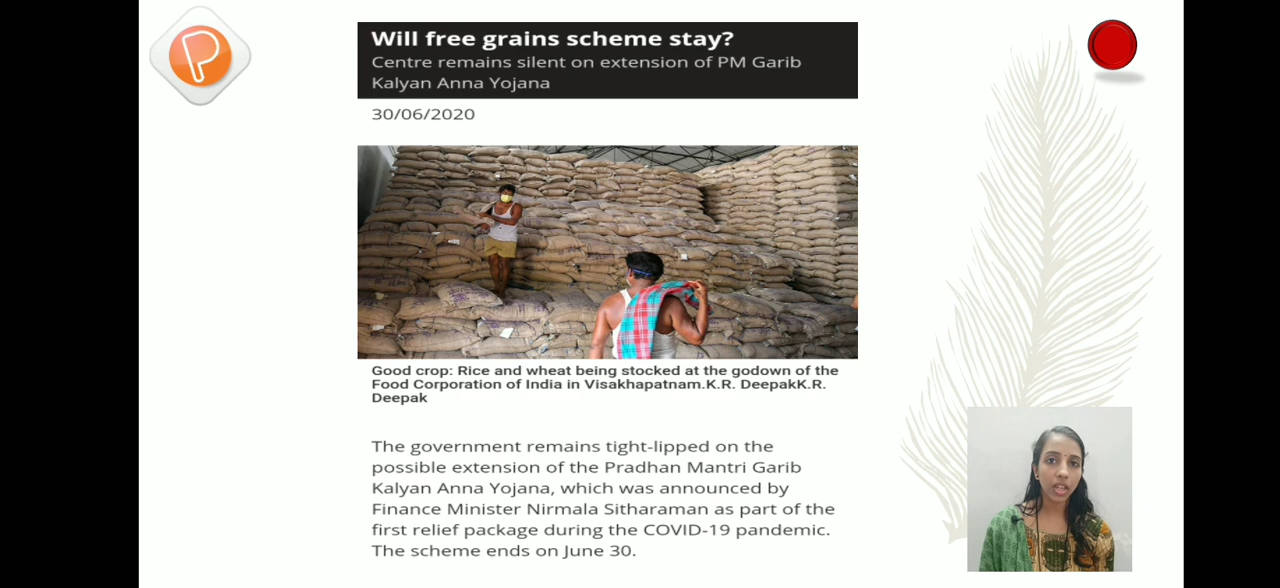 Will free grains scheme stay?
Centre remains silent on extension of PM Garib
Kalyan Anna Yojana
30/06/2020
Good crop: Rice and wheat being stocked at the godown of the
Food Corporation of India in Visakhapatnam.K.R. DeepakK.R.
Deepak
The government remains tight-lipped on the
possible extension of the Pradhan Mantri Garib
Kalyan Anna Yojana, which was announced by
Finance Minister Nirmala Sitharaman as part of the
first relief package during the COVID-19 pandemic.
The scheme ends on June 30.